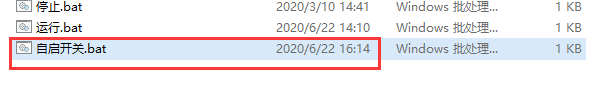 停止.bat 2020/3/10 14:41 Windows 批处理... 1 KB
运行.bat 2020/6/22 14:10 Windows 批处理... 1 KB
自启开关.bat 2020/6/22 16:14 Windows 批处理... 1 KB